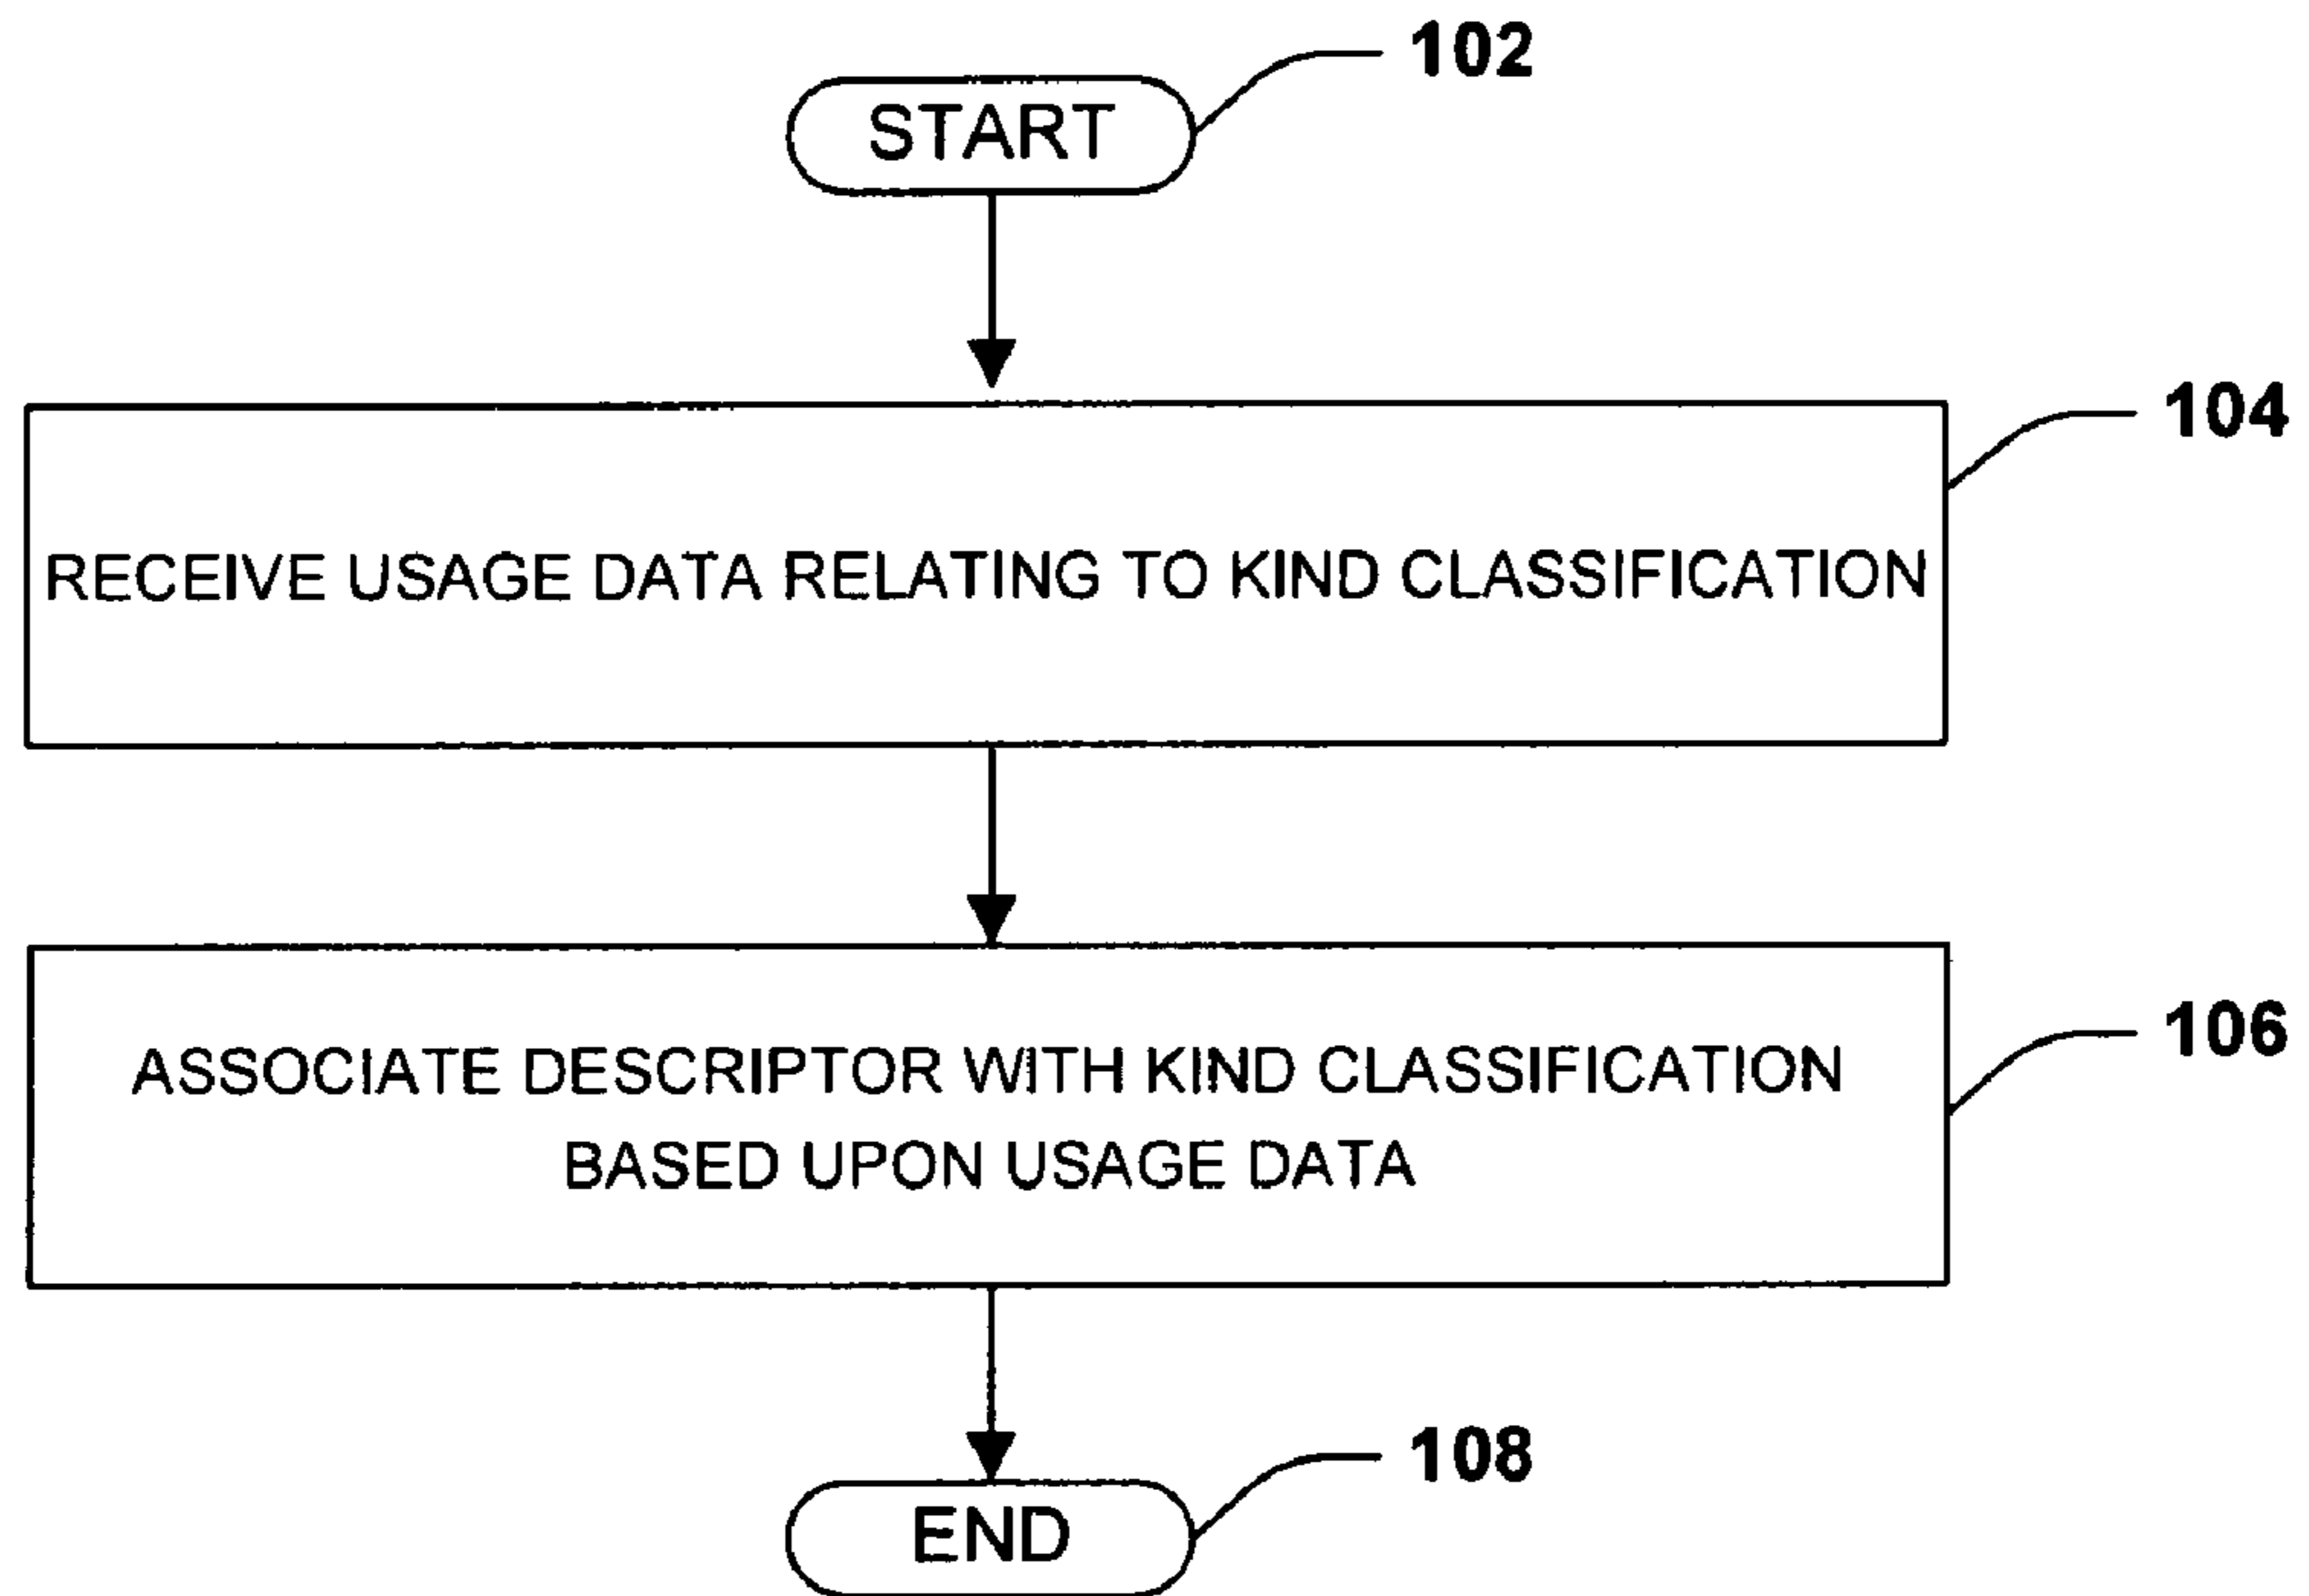 102
START
104
RECEIVE USAGE DATA RELATING TO KIND CLASSIFICATION
106
ASSOCIATE DESCRIPTOR WITH KIND CLASSIFICATION
BASED UPON USAGE DATA
108
END